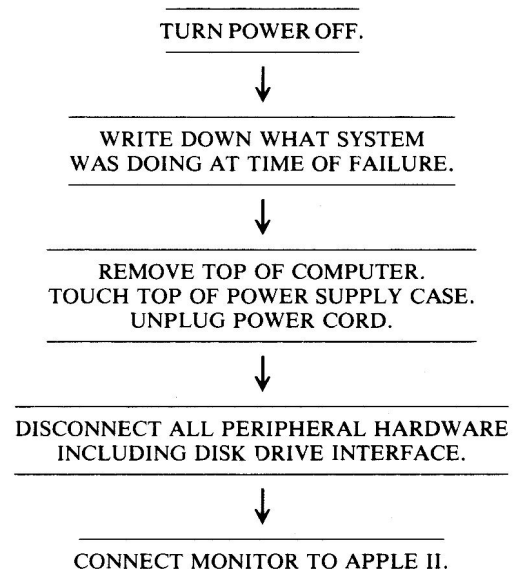 TURN POWER OFF.
WRITE DOWN WHAT SYSTEM
WAS DOING AT TIME OF FAILURE.
REMOVE TOP OF COMPUTER.
TOUCH TOP OF POWER SUPPLY CASE.
UNPLUG POWER CORD.
DISCONNECT ALL PERIPHERAL HARDWARE
INCLUDING DISK DRIVE INTERFACE.
CONNECT MONITOR TO APPLE II.